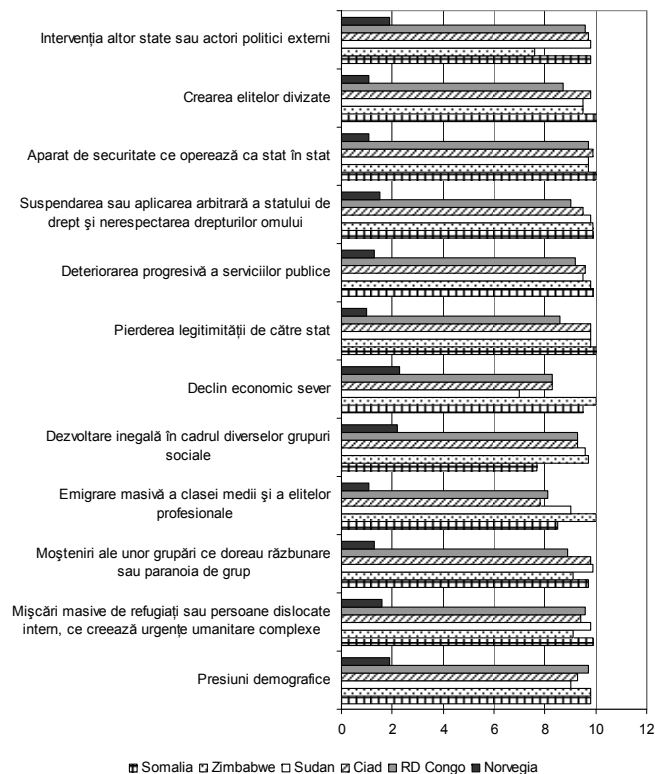 Intervenția altor state sau actori politici externi
Crearea elitelor divizate
Aparat de securitate ce operează ca stat în stat
Suspendarea sau aplicarea arbitrară a statului de
drept şi nerespectarea drepturilor omului
Deteriorarea progresivă a serviciilor publice
Pierderea legitimității de către stat
Declin economic sever
Dezvoltare inegală în cadrul diverselor grupuri
sociale
Emigrare masivă a clasei medii şi a elitelor
profesionale
Moşteniri ale unor grupări ce doreau răzbunare
sau paranoia de grup
Mişcări masive de refugiați sau persoane dislocate
intern, ce creează urgențe umanitare complexe
Presiuni demografice
0 2 4 6 8 10 12
Somalia Zimbabwe Sudan Ciad RD Congo Norvegia